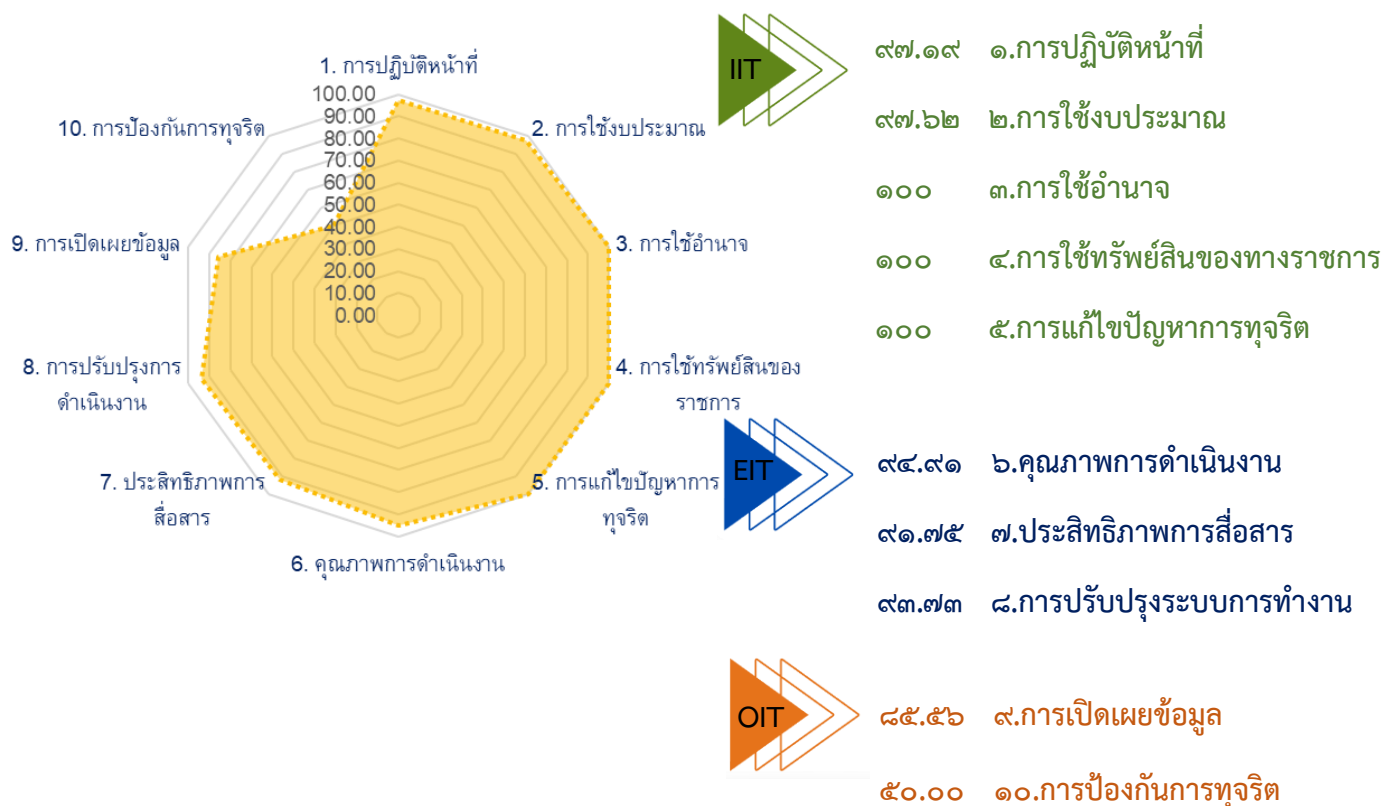 1. การปฏิบัติหน้าที่
2. การใช้งบประมาณ
3. การใช้อำนาจ
4. การใช้ทรัพย์สินของ
ราชการ
5. การแก้ไขปัญหาการ
ทุจริต
6. คุณภาพการดำเนินงาน
7. ประสิทธิภาพการ
สื่อสาร
8. การปรับปรุงการ
ดำเนินงาน
9. การเปิดเผยข้อมูล
10. การป้องกันการทุจริต
100.00
90.00
80.00
70.00
60.00
50.00
40.00
30.00
20.00
10.00
0.00
IIT
๙๗.๑๙ ๑.การปฏิบัติหน้าที่
๙๗.๖๒ ๒.การใช้งบประมาณ
๑๐๐ ๓.การใช้อำนาจ
๑๐๐ ๔.การใช้ทรัพย์สินของทางราชการ
๑๐๐ ๕.การแก้ไขปัญหาการทุจริต
EIT
๙๔.๙๑ ๖.คุณภาพการดำเนินงาน
๙๑.๗๕ ๗.ประสิทธิภาพการสื่อสาร
๙๓.๗๓ ๘.การปรับปรุงระบบการทำงาน
OIT
๘๕.๕๖ ๙.การเปิดเผยข้อมูล
๕๐.๐๐ ๑๐.การป้องกันการทุจริต